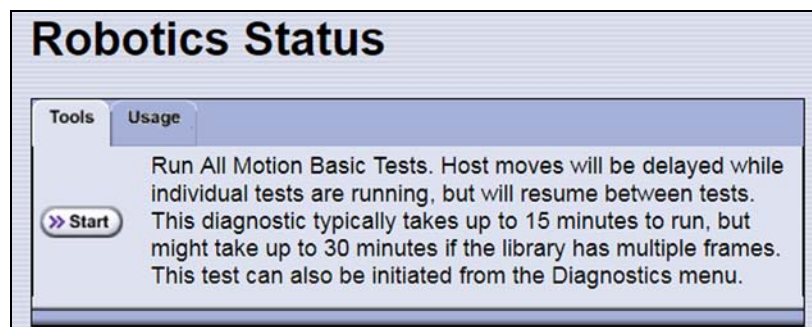 Robotics Status
Tools
Usage
Run All Motion Basic Tests. Host moves will be delayed while
individual tests are running, but will resume between tests.
Start
This diagnostic typically takes up to 15 minutes to run, but
might take up to 30 minutes if the library has multiple frames.
This test can also be initiated from the Diagnostics menu.